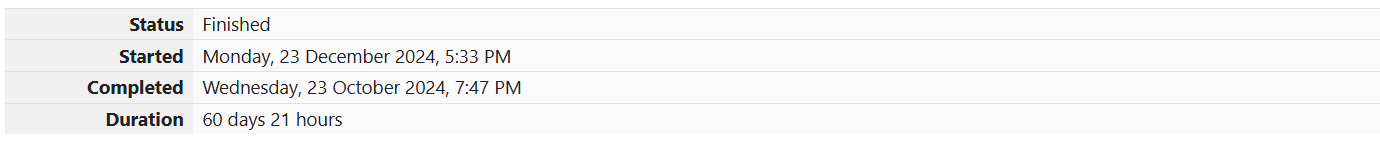 Status Finished
Started Monday, 23 December 2024, 5:33 PM
Completed Wednesday, 23 October 2024, 7:47 PM
Duration 60 days 21 hours